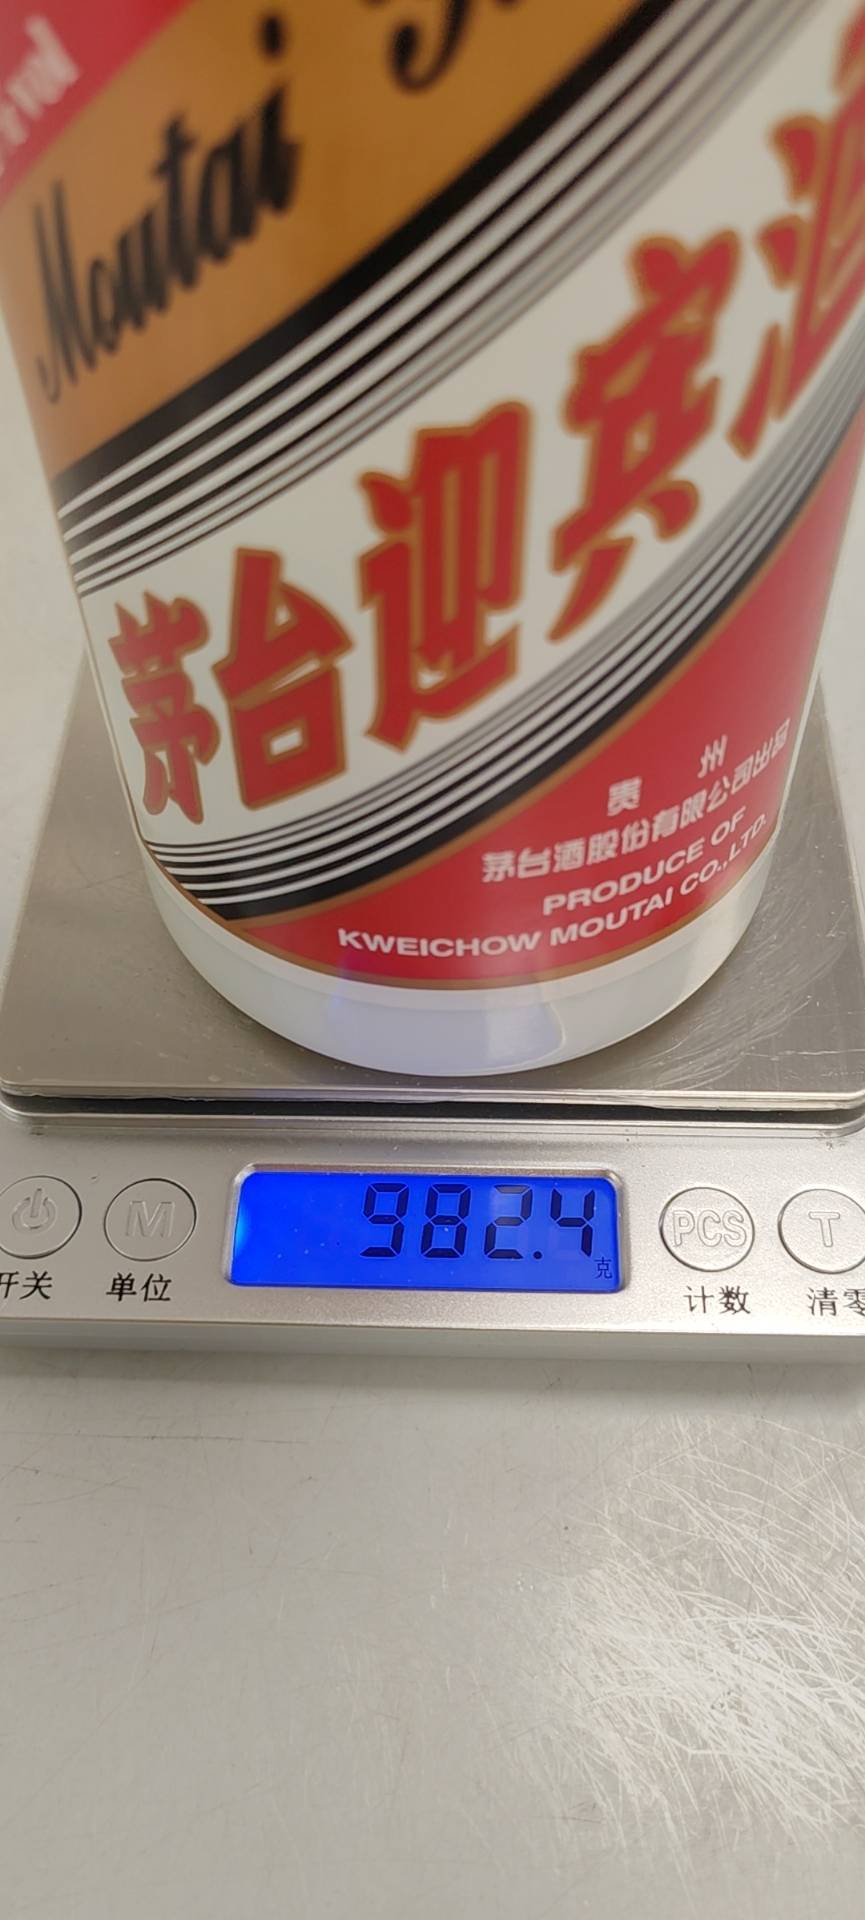 Moutai
茅台迎宾酒
贵 州
茅台酒股份有限公司出品
PRODUCE OF
KWEICHOW MOUTAI CO.,LTD.
982.4
克
M
PCS
T
开关
单位
计数
清零